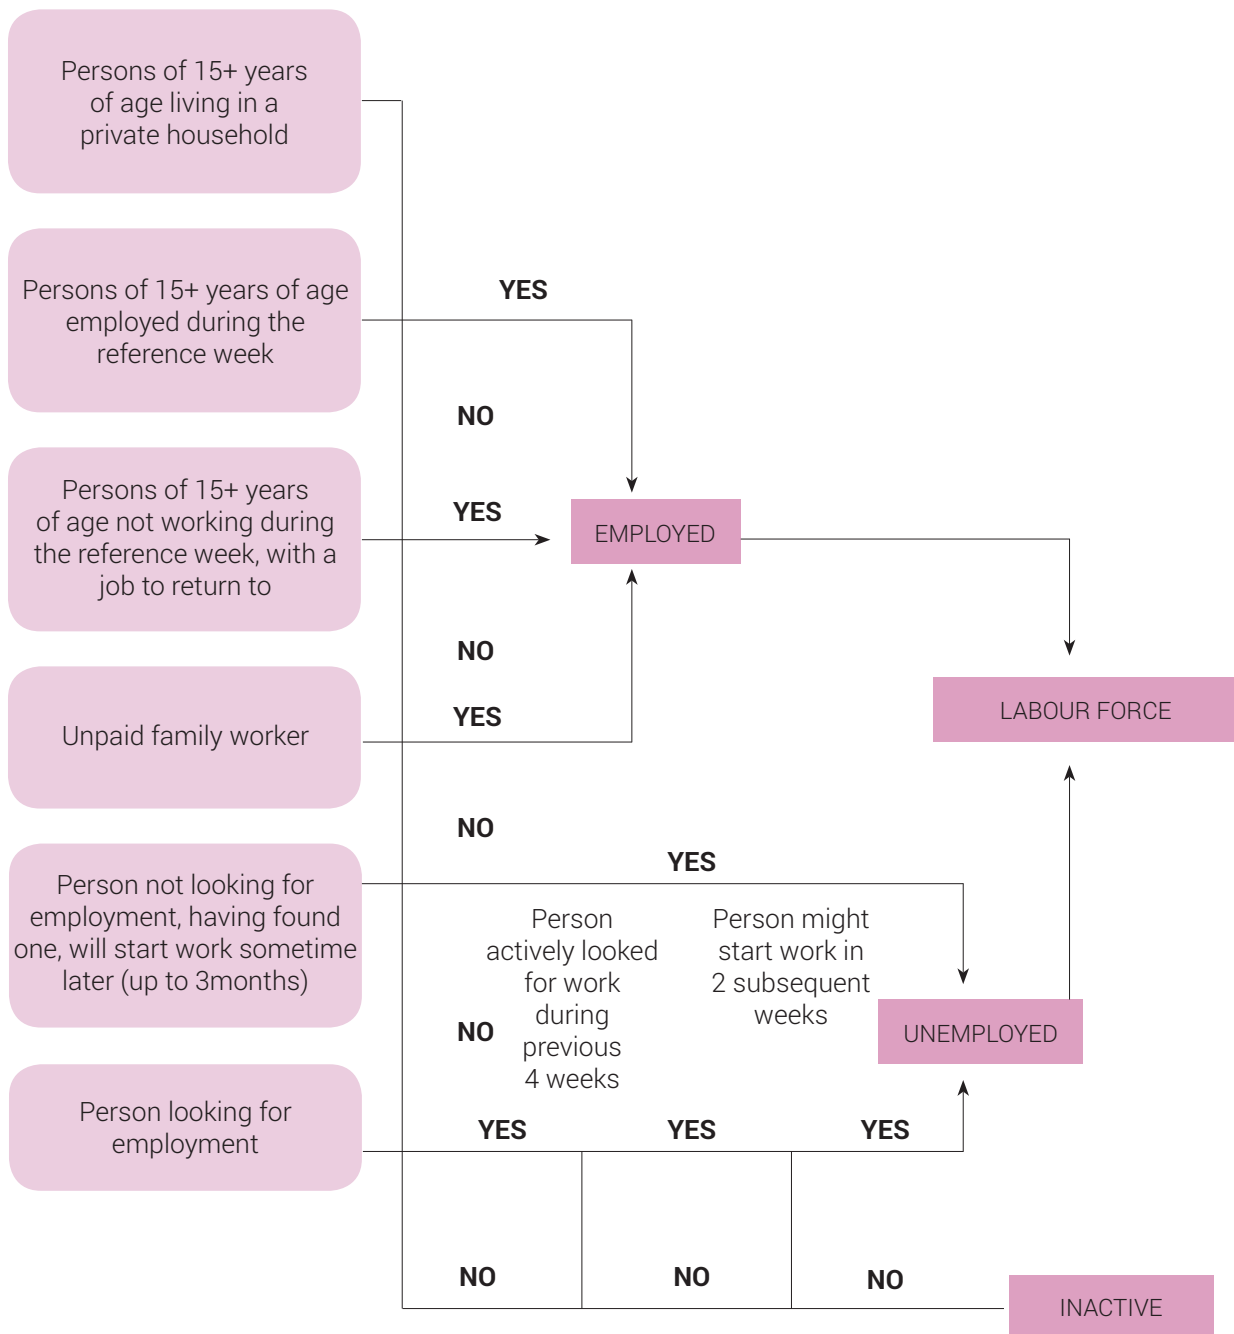 Persons of 15+ years
of age living in a
private household
Persons of 15+ years of age
employed during the
reference week
YES
NO
Persons of 15+ years
of age not working during
the reference week, with a
job to return to
YES
EMPLOYED
NO
Unpaid family worker
YES
LABOUR FORCE
NO
YES
Person not looking for
employment, having found
one, will start work sometime
later (up to 3months)
Person
actively looked
for work
during
previous
4 weeks
Person might
start work in
2 subsequent
weeks
NO
UNEMPLOYED
Person looking for
employment
YES
YES
YES
NO
NO
NO
INACTIVE